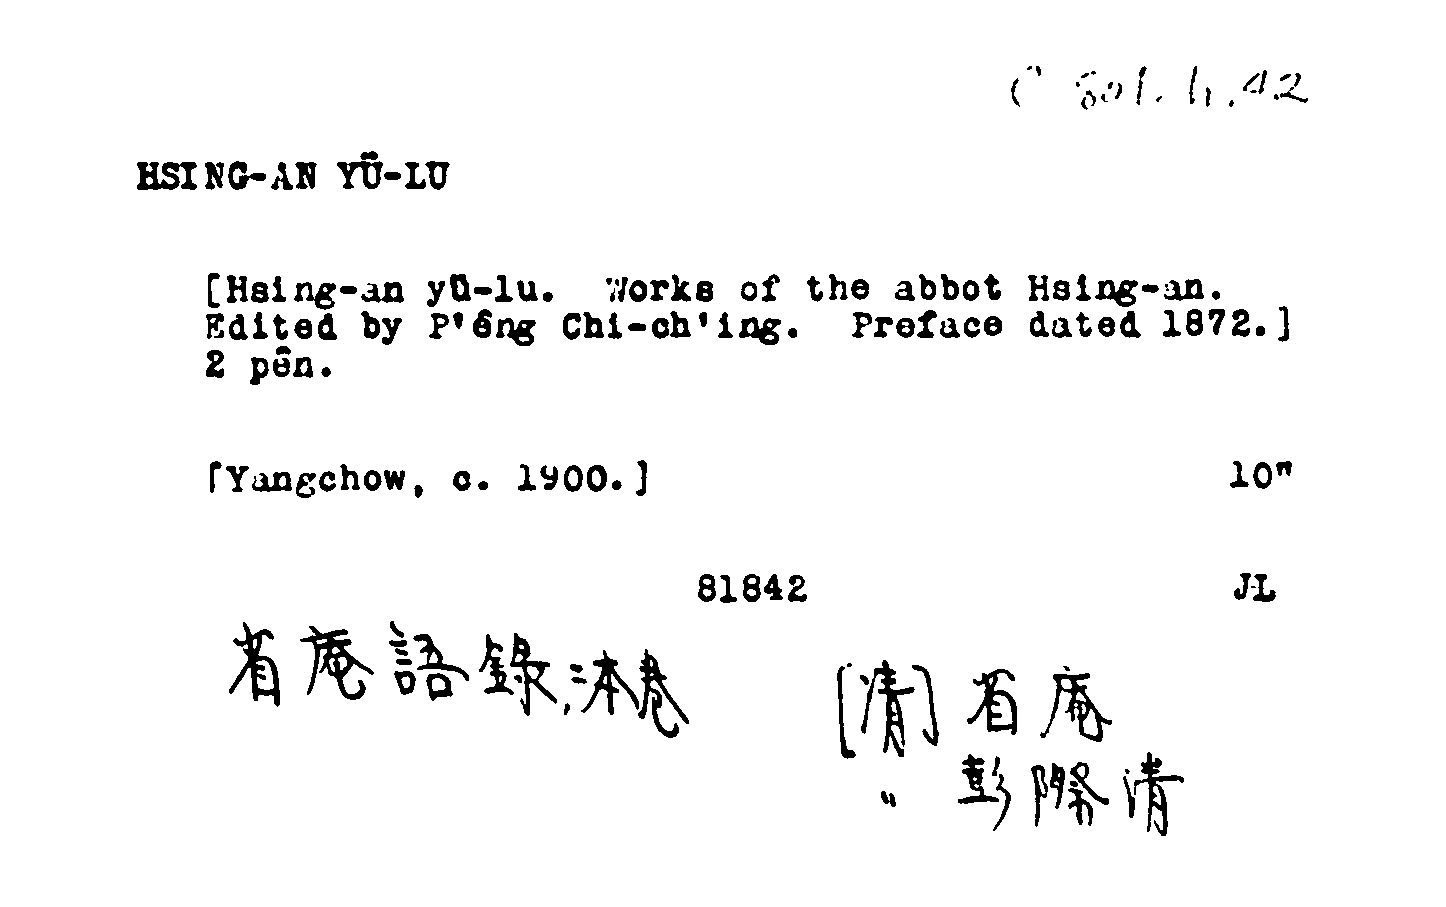 C 801. h. 42
HSING-AN YÜ-LU
[Hsing-an yü-lu. Works of the abbot Hsing-an.
Edited by P'êng Chi-ch'ing. Preface dated 1872.]
2 pên.
[Yangchow, c. 1900.] 10"
81842 JL
省庵語錄,二本卷
[清] 省庵
" 彭際清